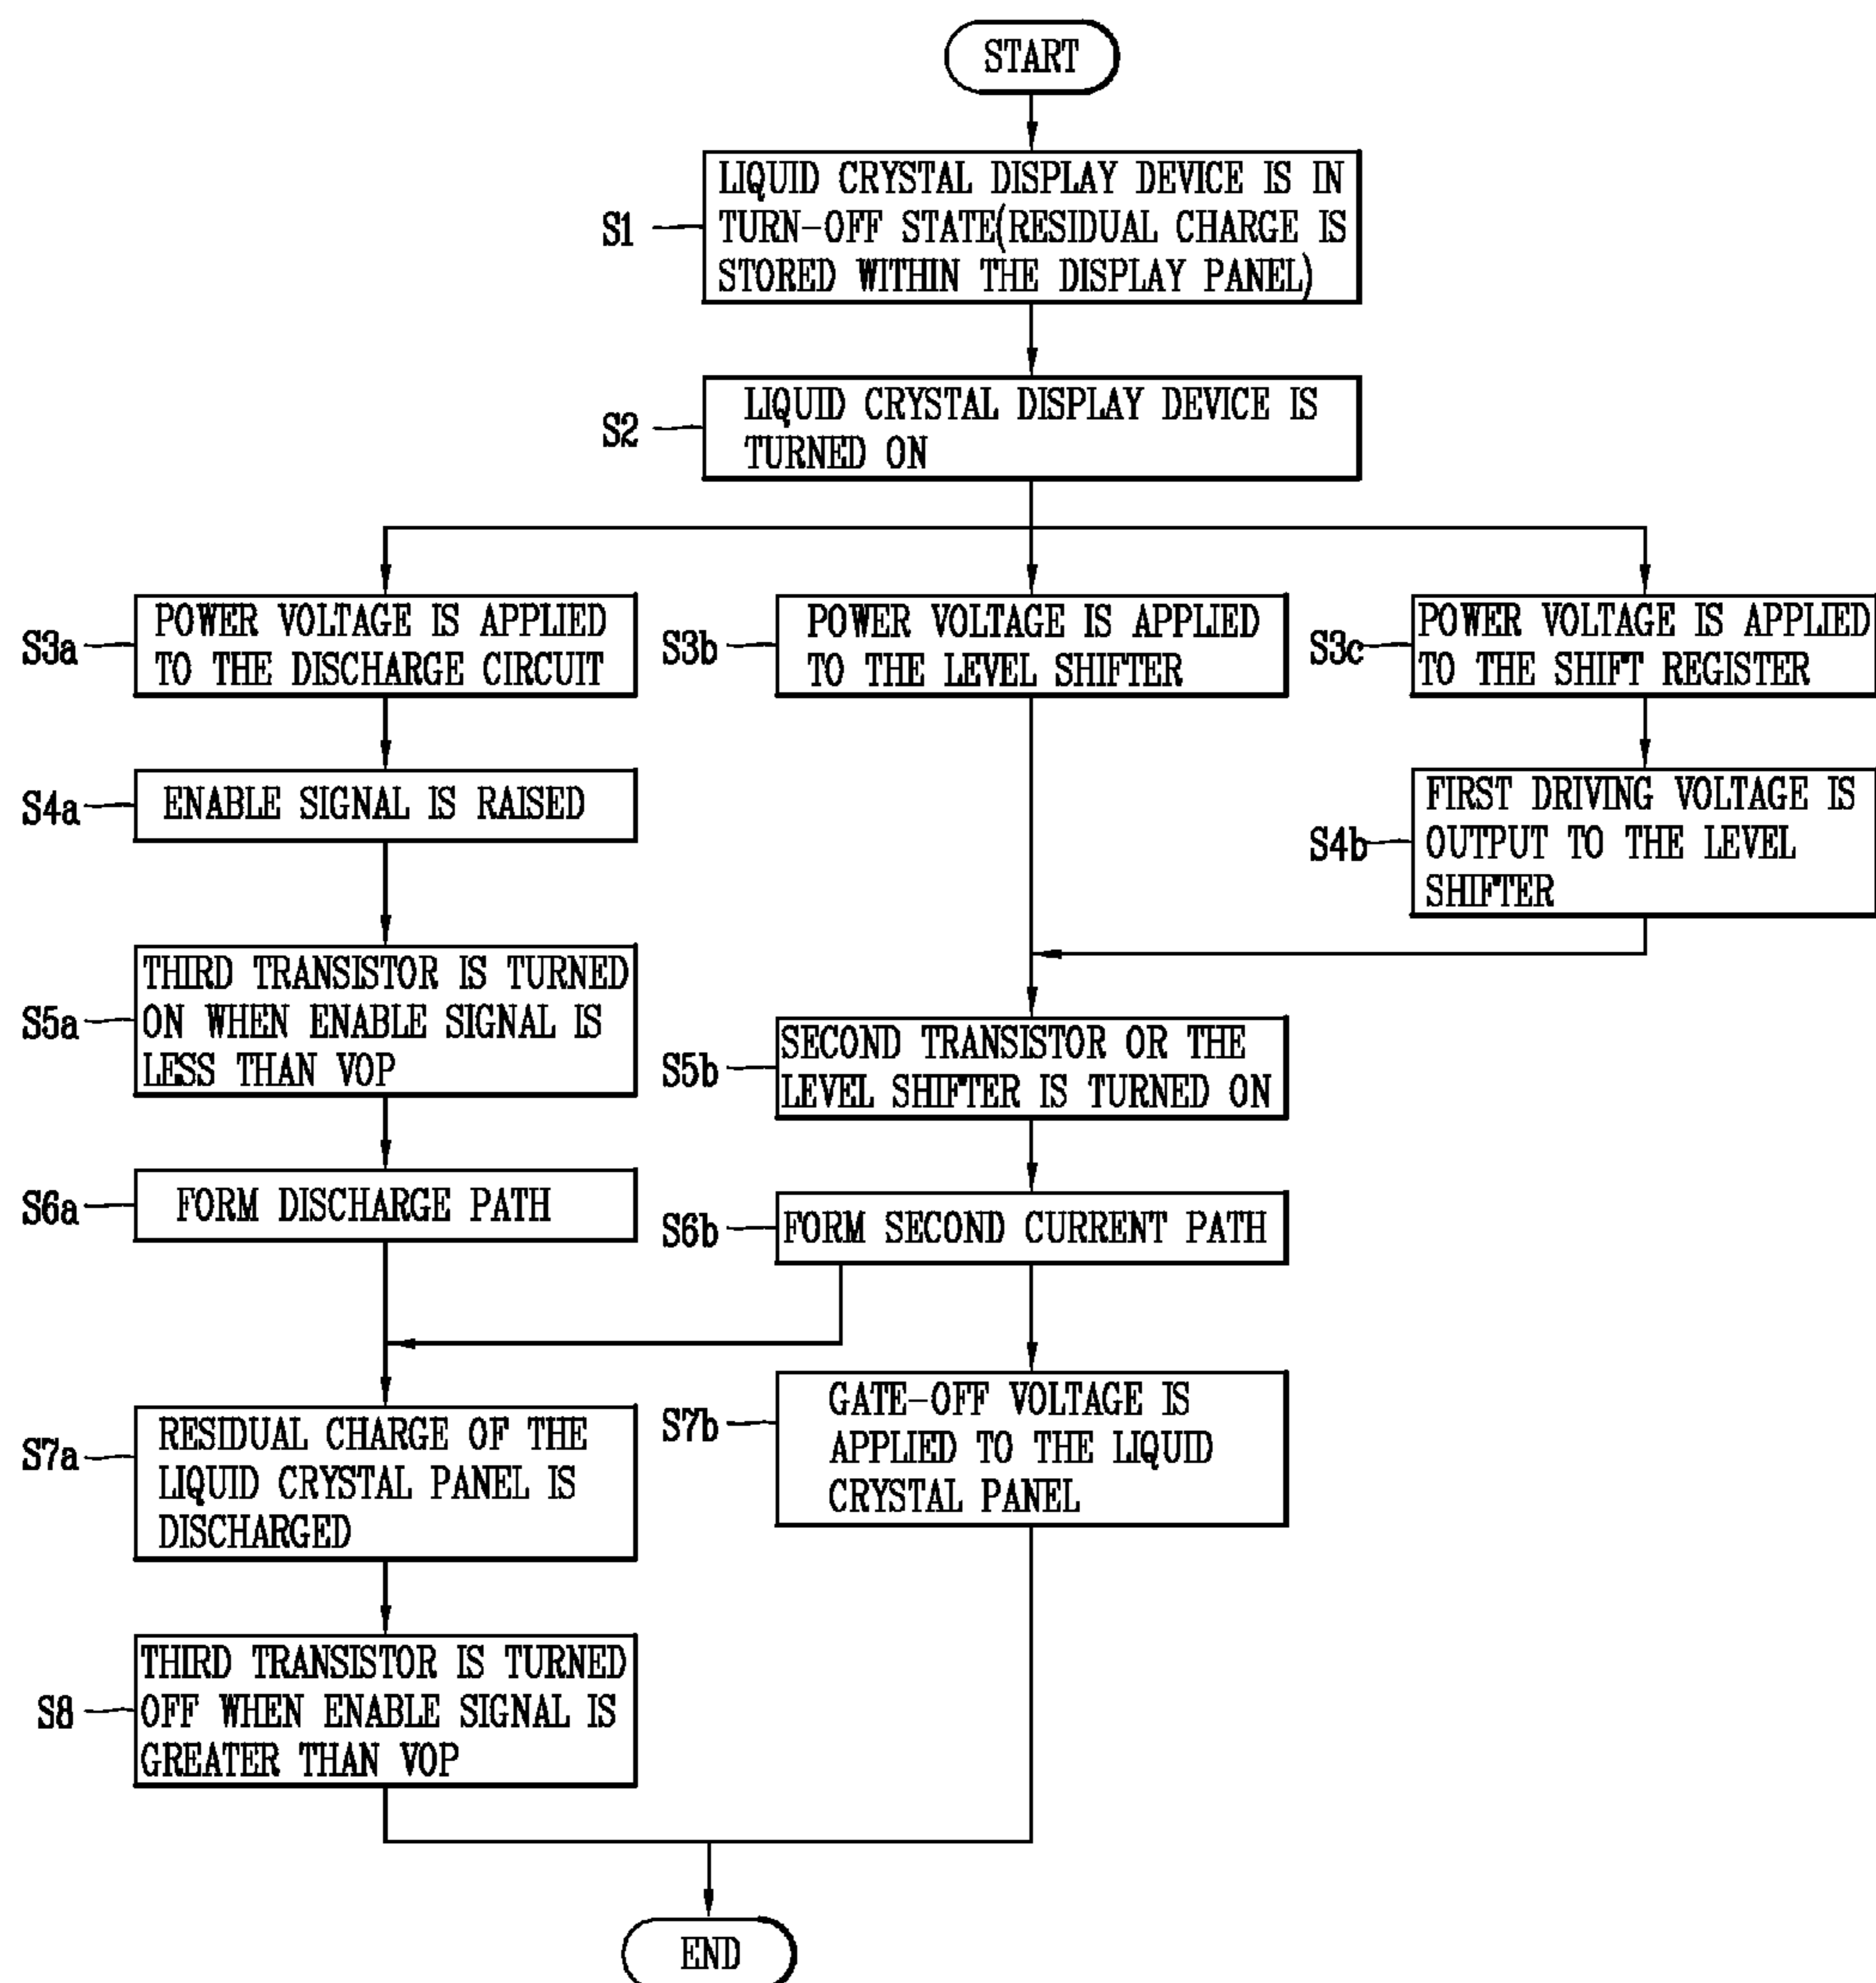 START
S1
LIQUID CRYSTAL DISPLAY DEVICE IS IN
TURN-OFF STATE(RESIDUAL CHARGE IS
STORED WITHIN THE DISPLAY PANEL)
S2
LIQUID CRYSTAL DISPLAY DEVICE IS
TURNED ON
S3a
POWER VOLTAGE IS APPLIED
TO THE DISCHARGE CIRCUIT
S3b
POWER VOLTAGE IS APPLIED
TO THE LEVEL SHIFTER
S3c
POWER VOLTAGE IS APPLIED
TO THE SHIFT REGISTER
S4a
ENABLE SIGNAL IS RAISED
S4b
FIRST DRIVING VOLTAGE IS
OUTPUT TO THE LEVEL
SHIFTER
S5a
THIRD TRANSISTOR IS TURNED
ON WHEN ENABLE SIGNAL IS
LESS THAN VOP
S5b
SECOND TRANSISTOR OR THE
LEVEL SHIFTER IS TURNED ON
S6a
FORM DISCHARGE PATH
S6b
FORM SECOND CURRENT PATH
S7a
RESIDUAL CHARGE OF THE
LIQUID CRYSTAL PANEL IS
DISCHARGED
S7b
GATE-OFF VOLTAGE IS
APPLIED TO THE LIQUID
CRYSTAL PANEL
S8
THIRD TRANSISTOR IS TURNED
OFF WHEN ENABLE SIGNAL IS
GREATER THAN VOP
END